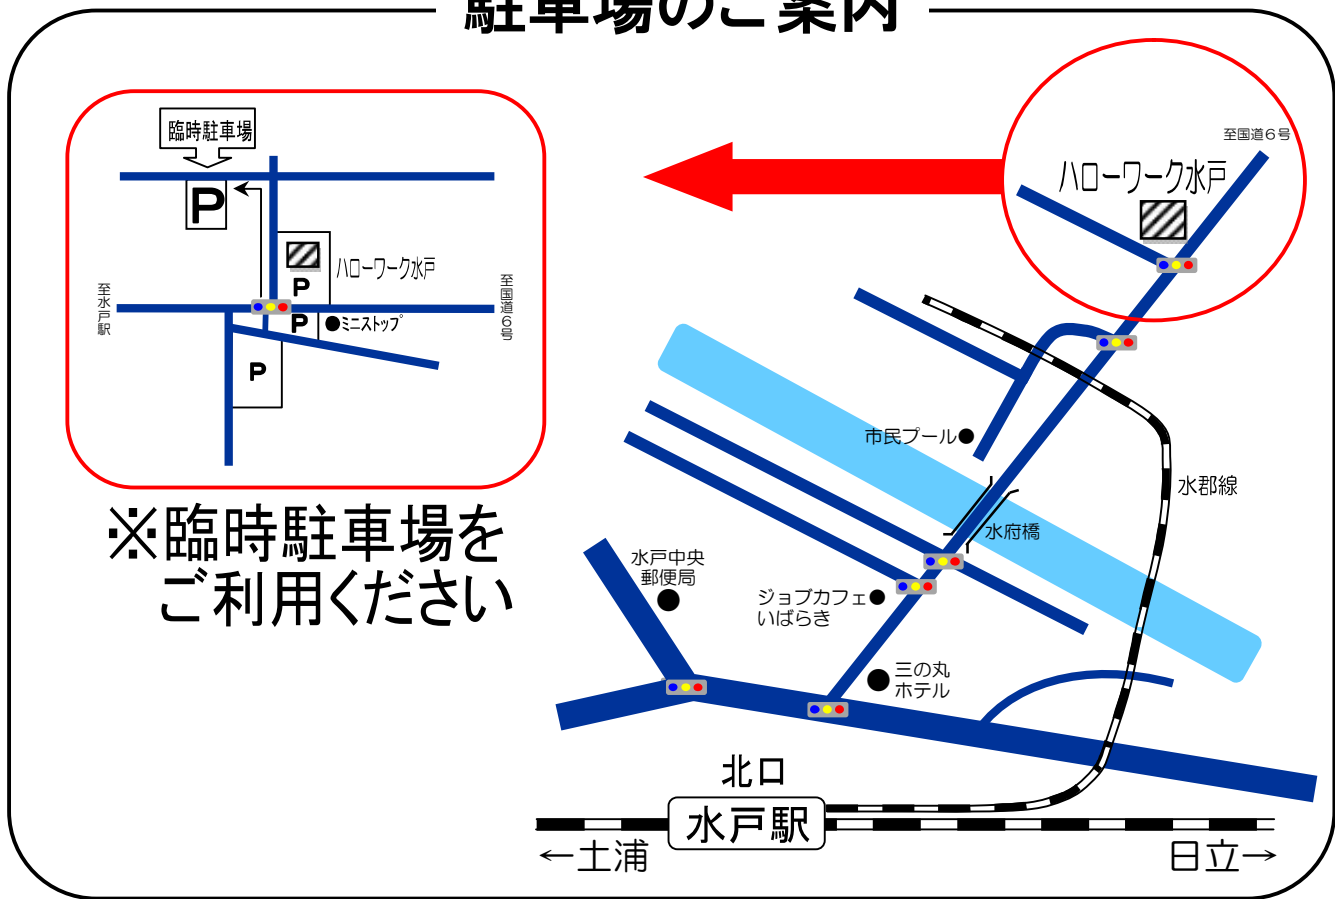 駐車場のご案内
臨時駐車場
P
ハローワーク水戸
P
至水戸駅
至国道6号
P
●ミニストップ
P
※臨時駐車場を
ご利用ください
至国道6号
ハローワーク水戸
市民プール
水郡線
水府橋
水戸中央
郵便局
ジョブカフェ
いばらき
三の丸
ホテル
北口
水戸駅
←土浦
日立→